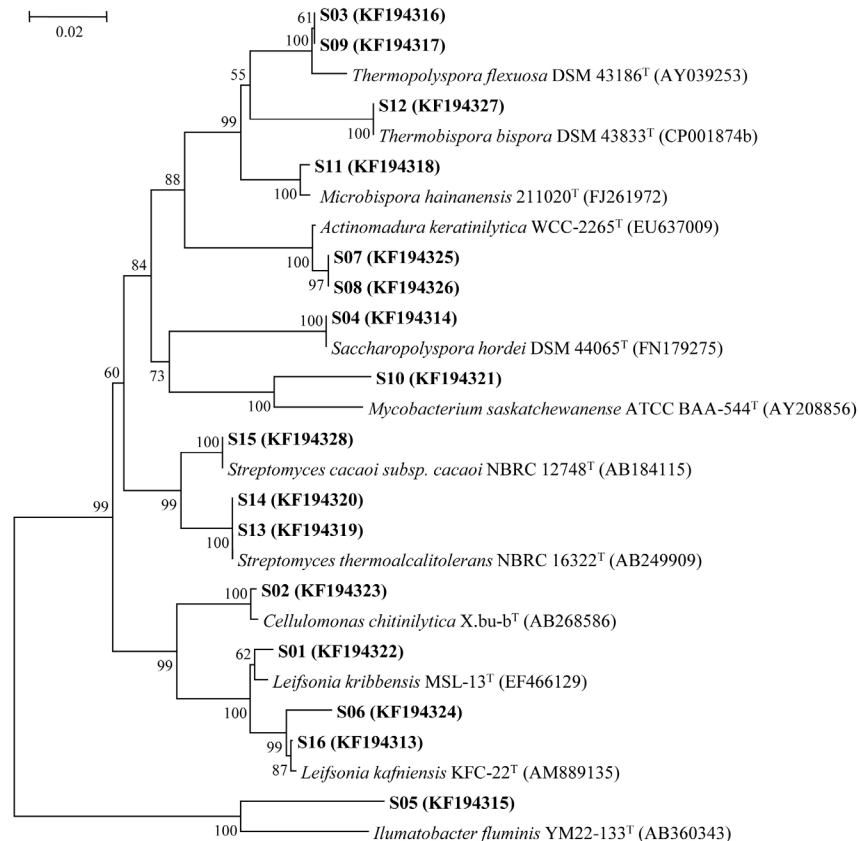 0.02
61
S03 (KF194316)
100
S09 (KF194317)
Thermopolyspora flexuosa DSM 43186ᵀ (AY039253)
55
S12 (KF194327)
99
100
Thermobispora bispora DSM 43833ᵀ (CP001874b)
S11 (KF194318)
88
100
Microbispora hainanensis 211020ᵀ (FJ261972)
Actinomadura keratinilytica WCC-2265ᵀ (EU637009)
100
S07 (KF194325)
84
97
S08 (KF194326)
100
S04 (KF194314)
Saccharopolyspora hordei DSM 44065ᵀ (FN179275)
60
73
S10 (KF194321)
100
Mycobacterium saskatchewanense ATCC BAA-544ᵀ (AY208856)
100
S15 (KF194328)
Streptomyces cacaoi subsp. cacaoi NBRC 12748ᵀ (AB184115)
99
99
S14 (KF194320)
S13 (KF194319)
100
Streptomyces thermoalcalitolerans NBRC 16322ᵀ (AB249909)
100
S02 (KF194323)
Cellulomonas chitinilytica X.bu-bᵀ (AB268586)
99
62
S01 (KF194322)
Leifsonia kribbensis MSL-13ᵀ (EF466129)
100
S06 (KF194324)
99
S16 (KF194313)
87
Leifsonia kafniensis KFC-22ᵀ (AM889135)
S05 (KF194315)
100
Ilumatobacter fluminis YM22-133ᵀ (AB360343)